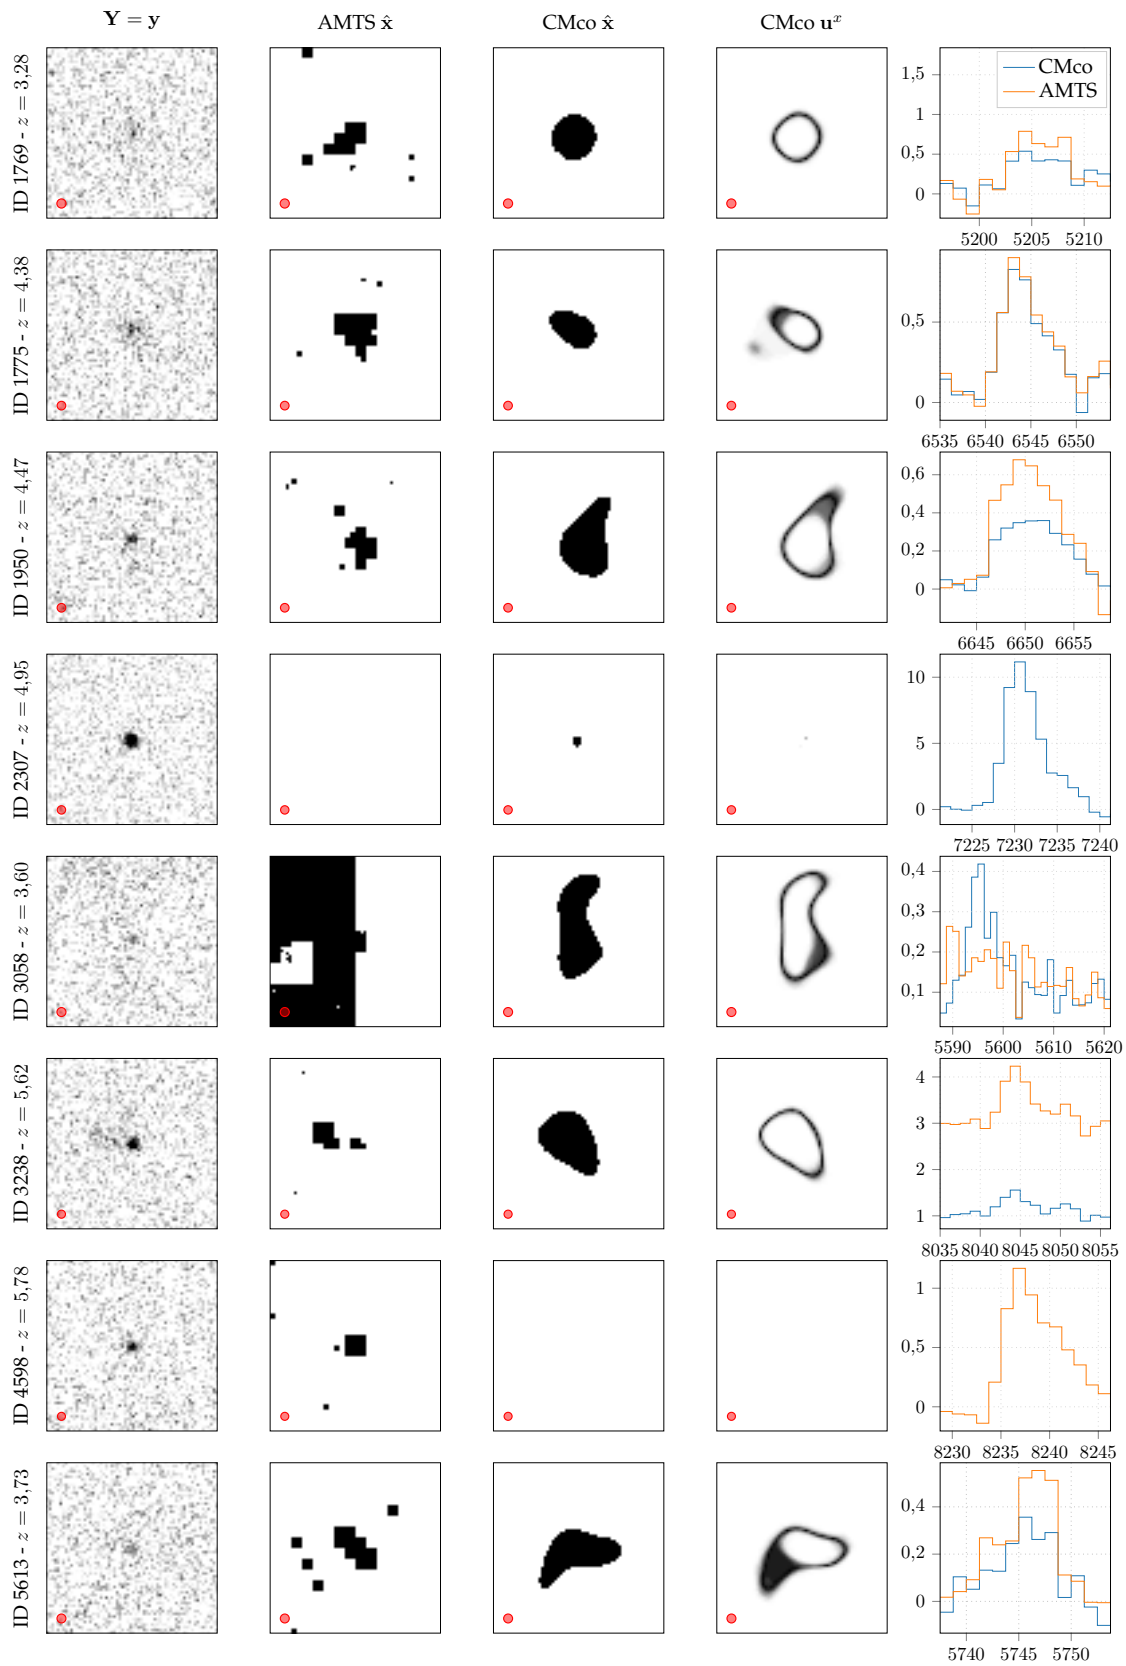 Y = y
AMTS x̂
CMco x̂
CMco uˣ
ID 1769 - z = 3,28
CMco
AMTS
1,5
1
0,5
0
5200 5205 5210
ID 1775 - z = 4,38
0,5
0
6535 6540 6545 6550
ID 1950 - z = 4,47
0,6
0,4
0,2
0
6645 6650 6655
ID 2307 - z = 4,95
10
5
0
7225 7230 7235 7240
ID 3058 - z = 3,60
0,4
0,3
0,2
0,1
5590 5600 5610 5620
ID 3238 - z = 5,62
4
3
2
1
8035 8040 8045 8050 8055
ID 4598 - z = 5,78
1
0,5
0
8230 8235 8240 8245
ID 5613 - z = 3,73
0,4
0,2
0
5740 5745 5750